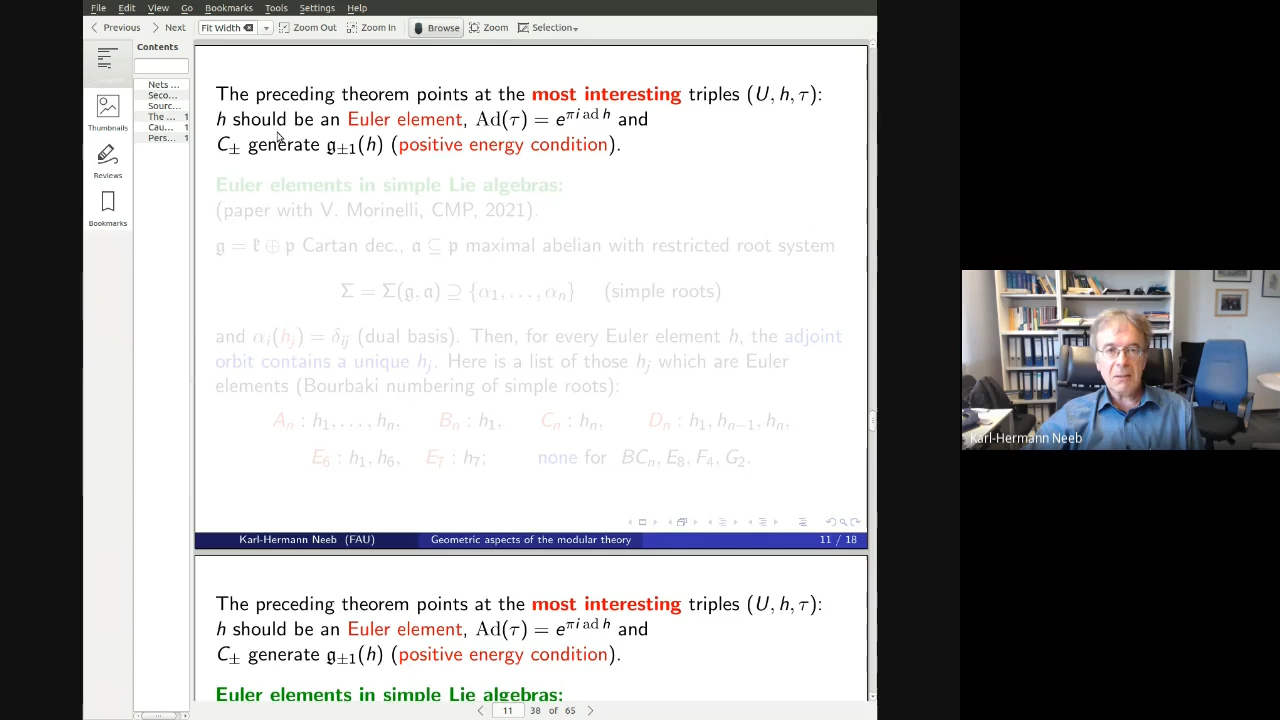 File Edit View Go Bookmarks Tools Settings Help
Previous Next Fit Width Zoom Out Zoom In Browse Zoom Selection
Contents
Thumbnails
Reviews
Bookmarks
Nets ...
Seco...
Sourc...
The ... 1
Cau... 1
Pers... 1
The preceding theorem points at the most interesting triples (U, h, τ):
h should be an Euler element, Ad(τ) = e^{πi ad h} and
C± generate 𝔤±1(h) (positive energy condition).
Euler elements in simple Lie algebras:
(paper with V. Morinelli, CMP, 2021).
𝔤 = 𝔨 ⊕ 𝔭 Cartan dec., 𝔞 ⊆ 𝔭 maximal abelian with restricted root system
Σ = Σ(𝔤, 𝔞) ⊇ {α₁, . . . , αₙ} (simple roots)
and αᵢ(hⱼ) = δᵢⱼ (dual basis). Then, for every Euler element h, the adjoint
orbit contains a unique hⱼ. Here is a list of those hⱼ which are Euler
elements (Bourbaki numbering of simple roots):
Aₙ : h₁, . . . , hₙ, Bₙ : h₁, Cₙ : hₙ, Dₙ : h₁, hₙ₋₁, hₙ,
E₆ : h₁, h₆, E₇ : h₇; none for BCₙ, E₈, F₄, G₂.
Karl-Hermann Neeb (FAU) Geometric aspects of the modular theory 11 / 18
The preceding theorem points at the most interesting triples (U, h, τ):
h should be an Euler element, Ad(τ) = e^{πi ad h} and
C± generate 𝔤±1(h) (positive energy condition).
Euler elements in simple Lie algebras:
11 38 of 65
Karl-Hermann Neeb